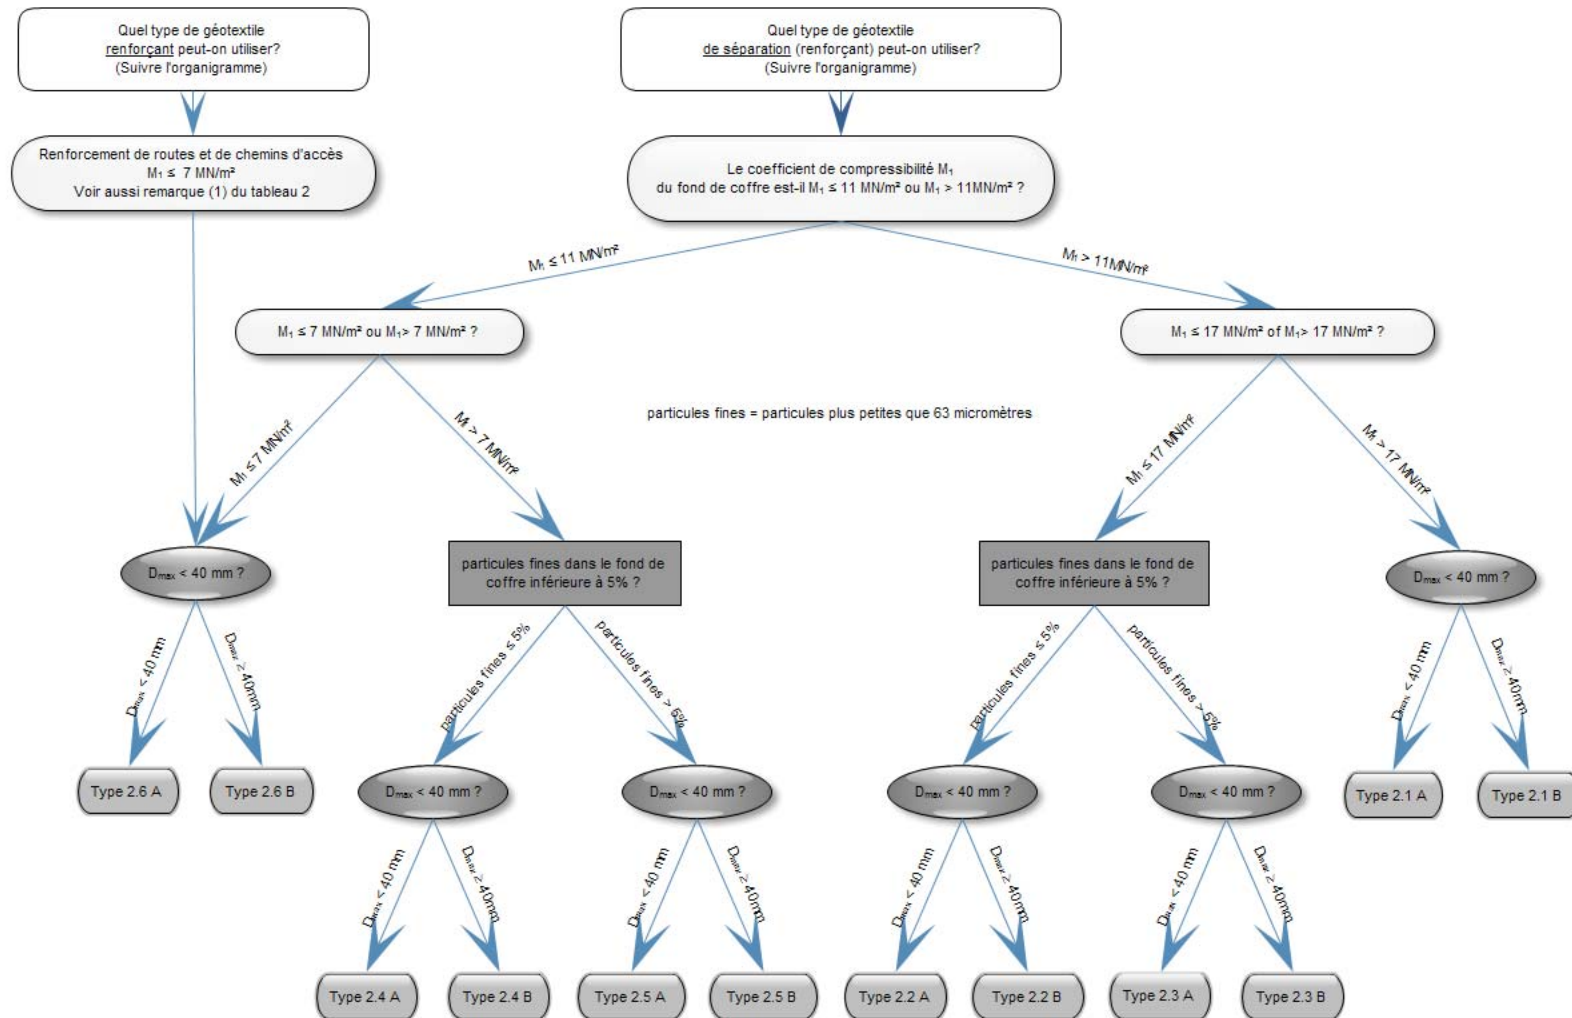 Quel type de géotextile
renforçant peut-on utiliser?
(Suivre l'organigramme)
Quel type de géotextile
de séparation (renforçant) peut-on utiliser?
(Suivre l'organigramme)
Renforcement de routes et de chemins d'accès
M₁ ≤ 7 MN/m²
Voir aussi remarque (1) du tableau 2
Le coefficient de compressibilité M₁
du fond de coffre est-il M₁ ≤ 11 MN/m² ou M₁ > 11MN/m² ?
M₁ ≤ 11 MN/m²
M₁ > 11MN/m²
M₁ ≤ 7 MN/m² ou M₁> 7 MN/m² ?
M₁ ≤ 17 MN/m² of M₁> 17 MN/m² ?
particules fines = particules plus petites que 63 micromètres
M₁ ≤ 7 MN/m²
M₁ > 7 MN/m²
M₁ ≤ 17 MN/m²
M₁ > 17 MN/m²
Dmax < 40 mm ?
particules fines dans le fond de
coffre inférieure à 5% ?
particules fines dans le fond de
coffre inférieure à 5% ?
Dmax < 40 mm ?
Dmax < 40 mm
Dmax ≥ 40mm
particules fines ≤ 5%
particules fines > 5%
particules fines ≤ 5%
particules fines > 5%
Dmax < 40 mm
Dmax ≥ 40mm
Type 2.6 A
Type 2.6 B
Dmax < 40 mm ?
Dmax < 40 mm ?
Dmax < 40 mm ?
Dmax < 40 mm ?
Type 2.1 A
Type 2.1 B
Dmax < 40 mm
Dmax ≥ 40mm
Dmax < 40 mm
Dmax ≥ 40mm
Dmax < 40 mm
Dmax ≥ 40mm
Dmax < 40 mm
Dmax ≥ 40mm
Type 2.4 A
Type 2.4 B
Type 2.5 A
Type 2.5 B
Type 2.2 A
Type 2.2 B
Type 2.3 A
Type 2.3 B